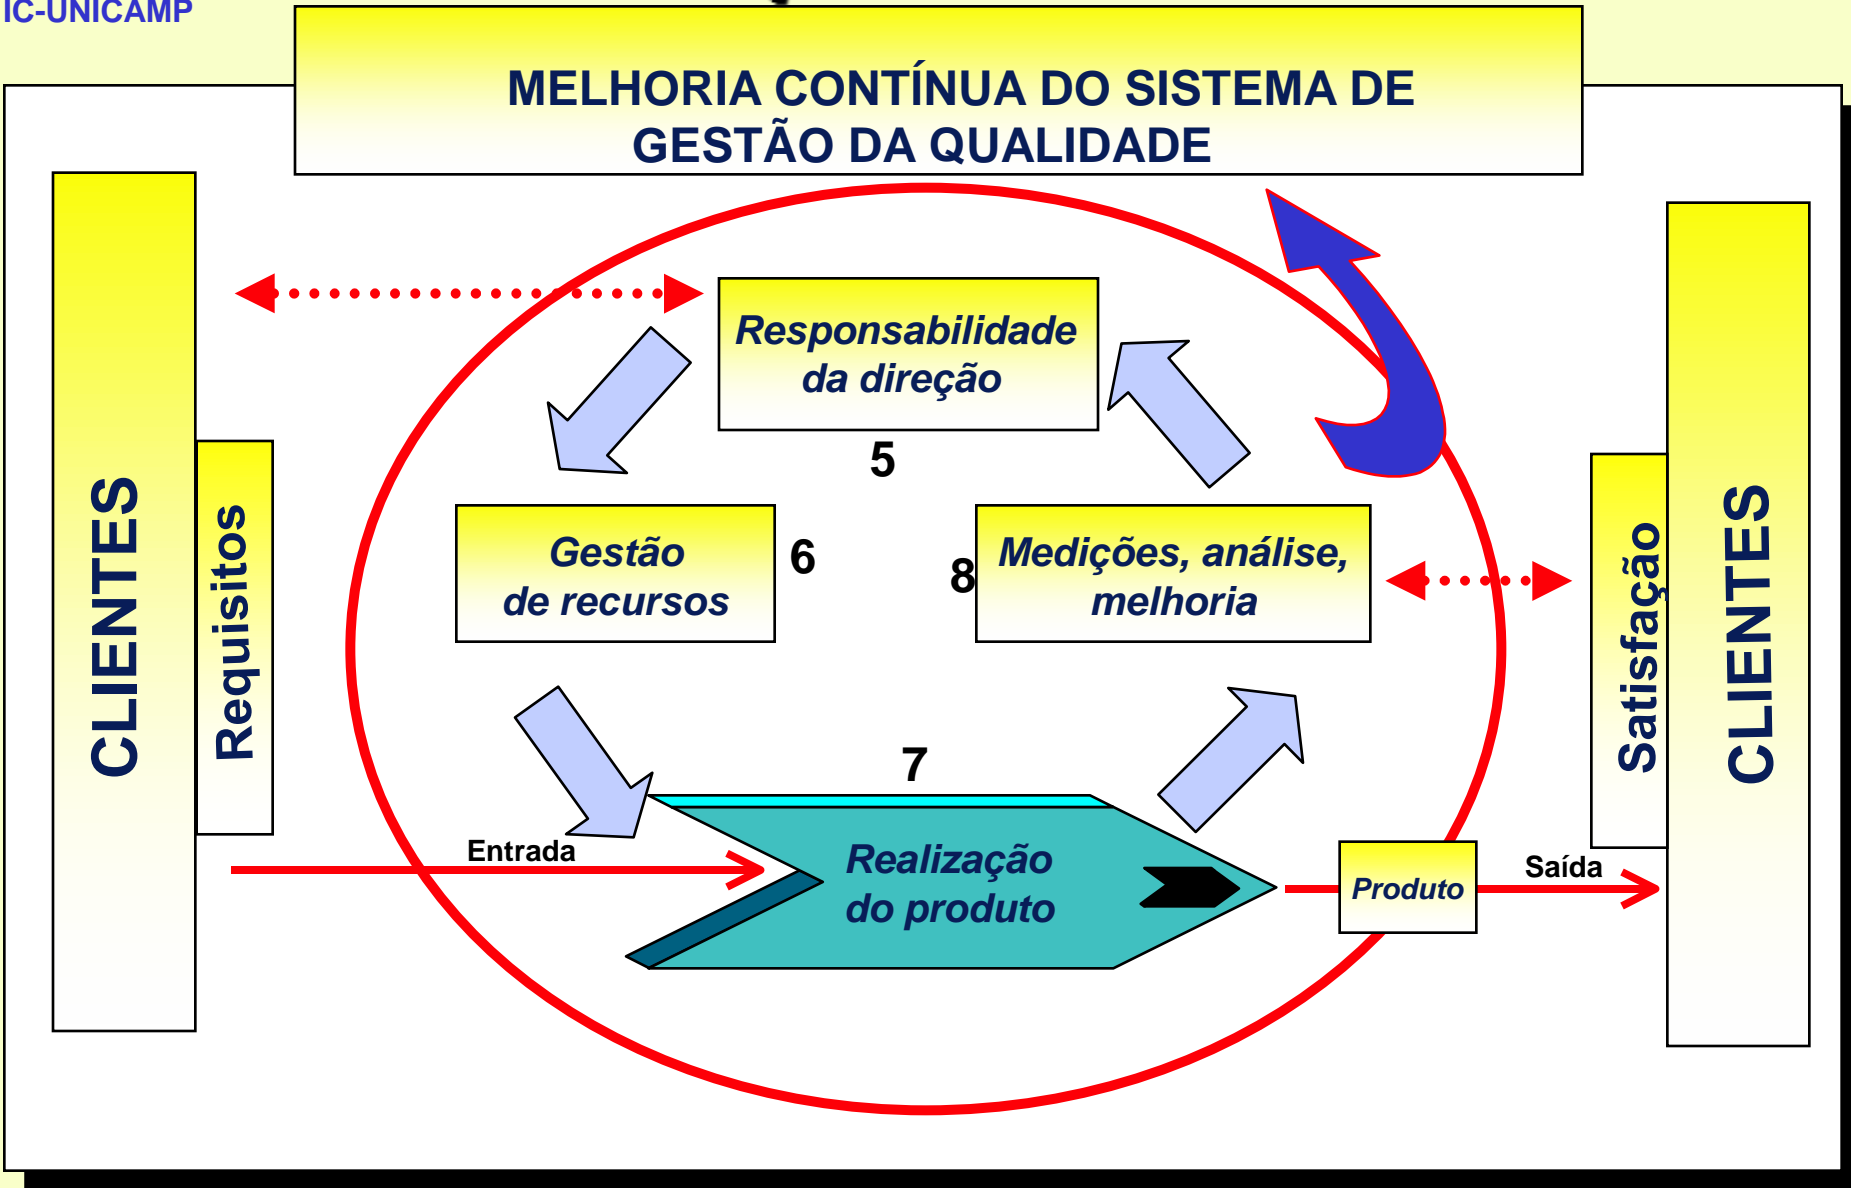 IC-UNICAMP
MELHORIA CONTÍNUA DO SISTEMA DE
GESTÃO DA QUALIDADE
CLIENTES
Requisitos
Responsabilidade
da direção
5
Gestão
de recursos
6
8
Medições, análise,
melhoria
Satisfação
CLIENTES
7
Entrada
Realização
do produto
Produto
Saída